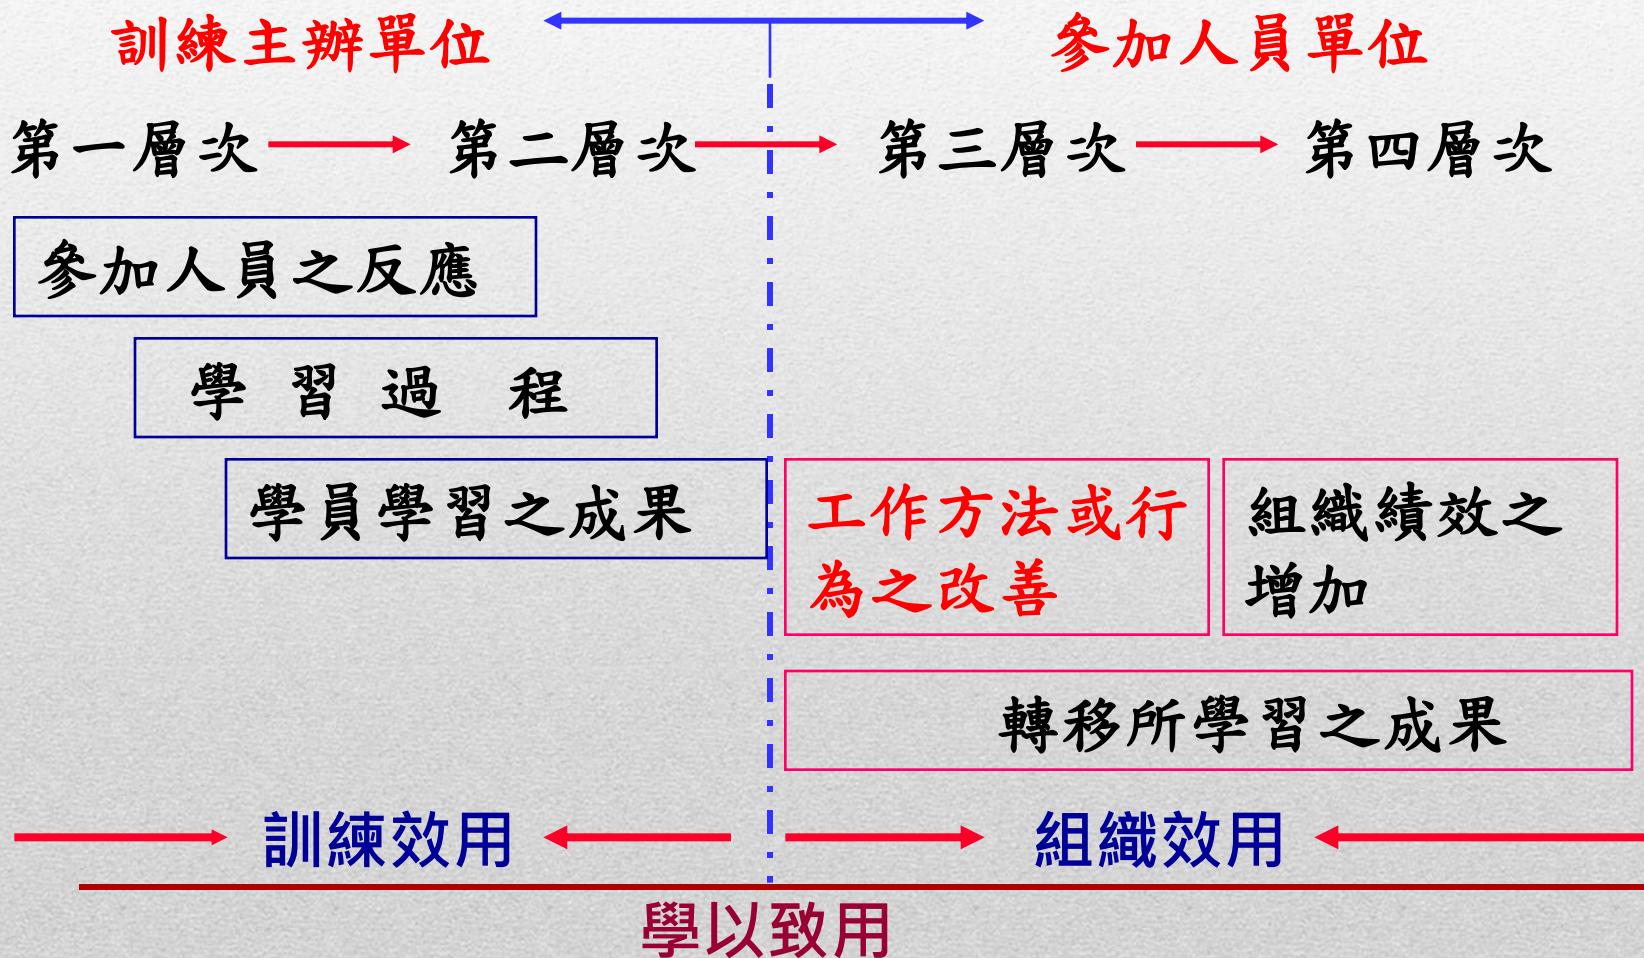 訓練主辦單位
參加人員單位
第一層次
第二層次
第三層次
第四層次
參加人員之反應
學習過程
學員學習之成果
工作方法或行
為之改善
組織績效之
增加
轉移所學習之成果
訓練效用
組織效用
學以致用